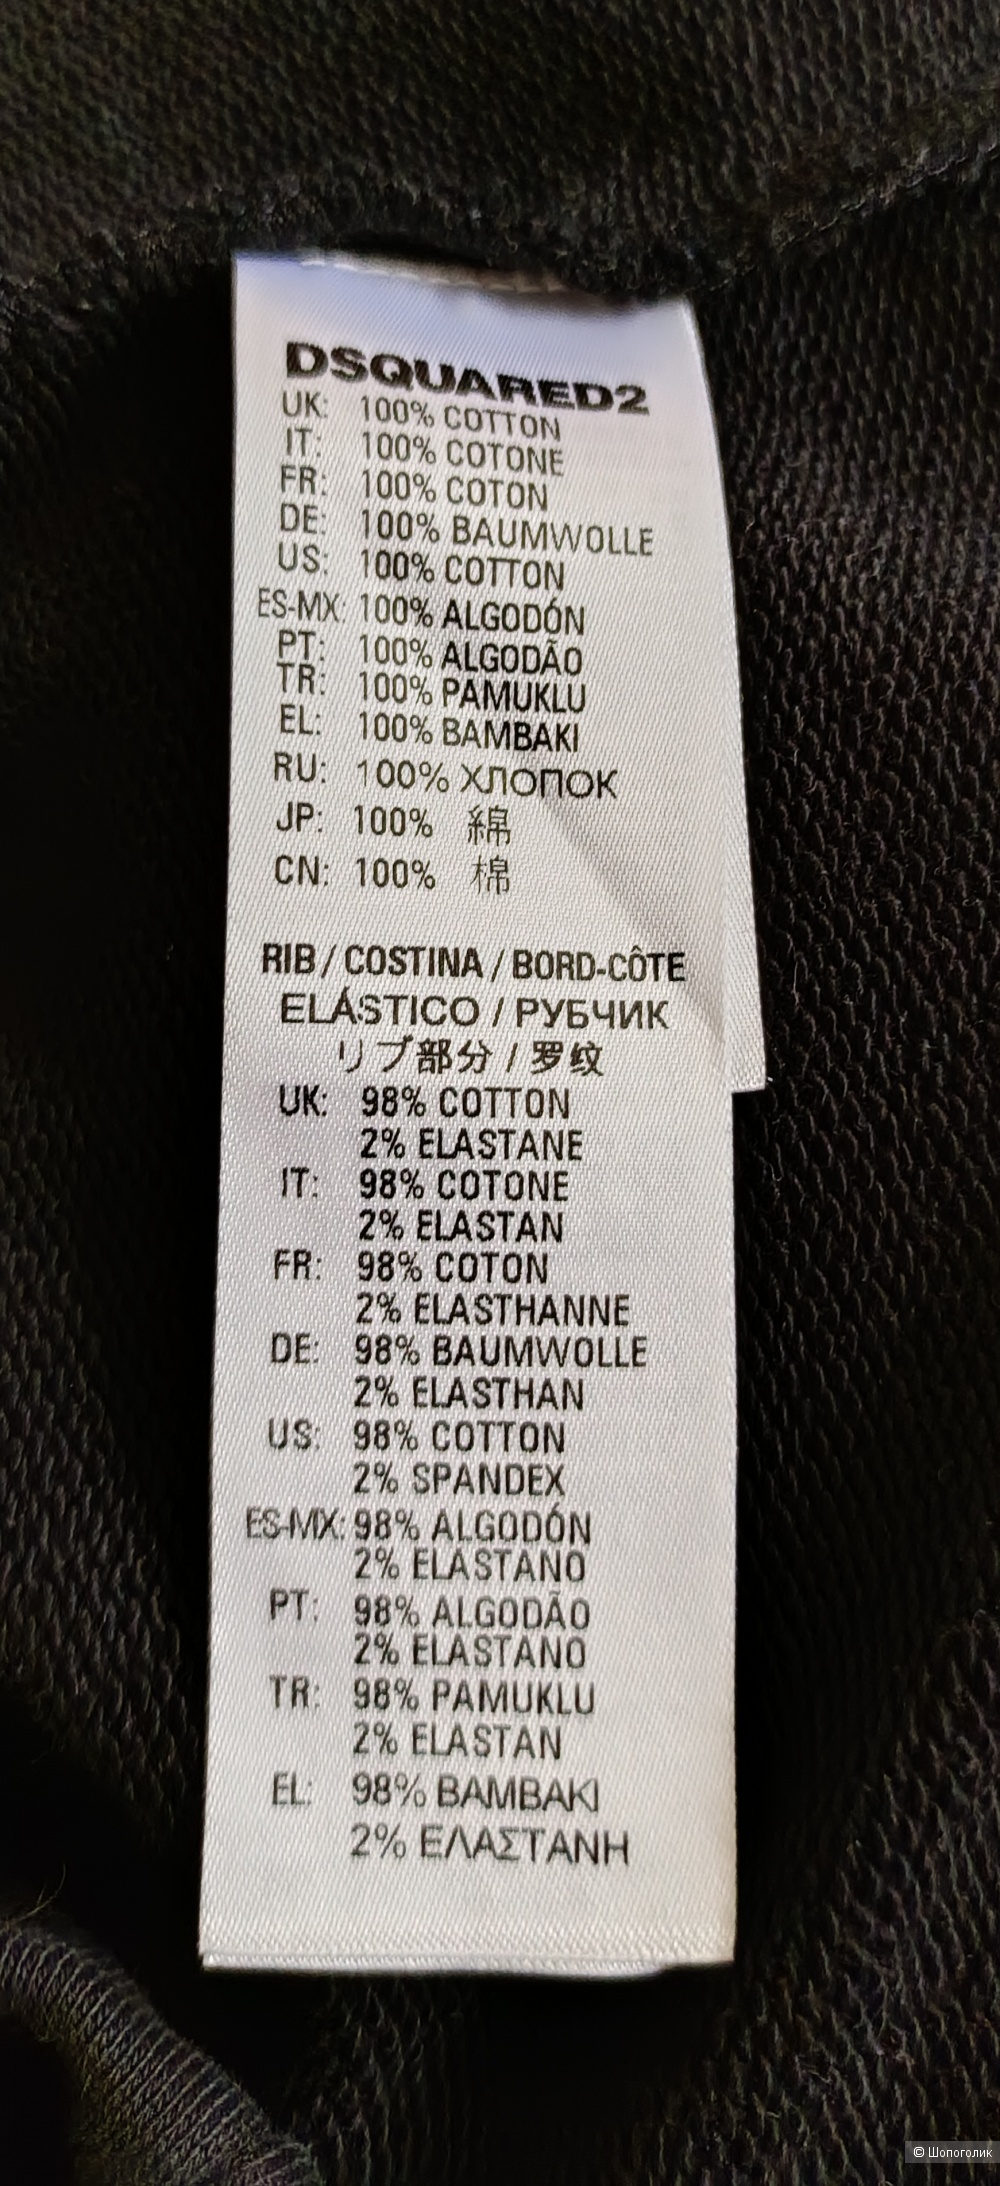 DSQUARED2
UK: 100% COTTON
IT: 100% COTONE
FR: 100% COTON
DE: 100% BAUMWOLLE
US: 100% COTTON
ES-MX: 100% ALGODÓN
PT: 100% ALGODÃO
TR: 100% PAMUKLU
EL: 100% BAMBAKI
RU: 100% ХЛОПОК
JP: 100% 綿
CN: 100% 棉
RIB / COSTINA / BORD-CÔTE
ELÁSTICO / РУБЧИК
リブ部分 / 罗纹
UK: 98% COTTON
2% ELASTANE
IT: 98% COTONE
2% ELASTAN
FR: 98% COTON
2% ELASTHANNE
DE: 98% BAUMWOLLE
2% ELASTHAN
US: 98% COTTON
2% SPANDEX
ES-MX: 98% ALGODÓN
2% ELASTANO
PT: 98% ALGODÃO
2% ELASTANO
TR: 98% PAMUKLU
2% ELASTAN
EL: 98% BAMBAKI
2% ΕΛΑΣΤΑΝΗ
© Шопоголик